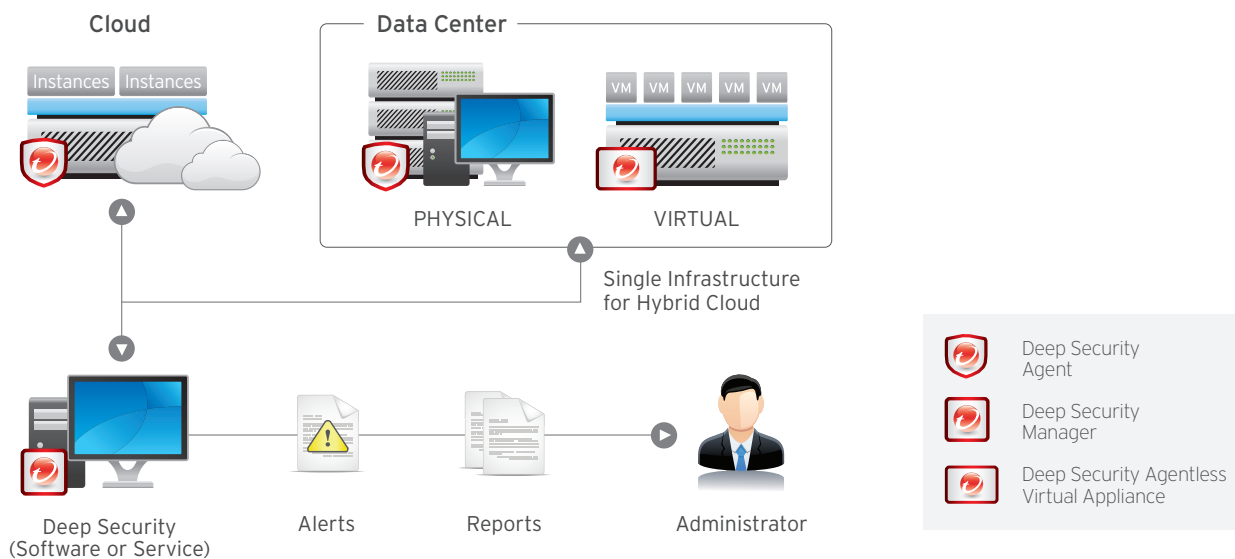 Cloud
Data Center
Instances Instances
VM VM VM VM VM
PHYSICAL
VIRTUAL
Single Infrastructure
for Hybrid Cloud
Deep Security
(Software or Service)
Alerts
Reports
Administrator
Deep Security
Agent
Deep Security
Manager
Deep Security Agentless
Virtual Appliance